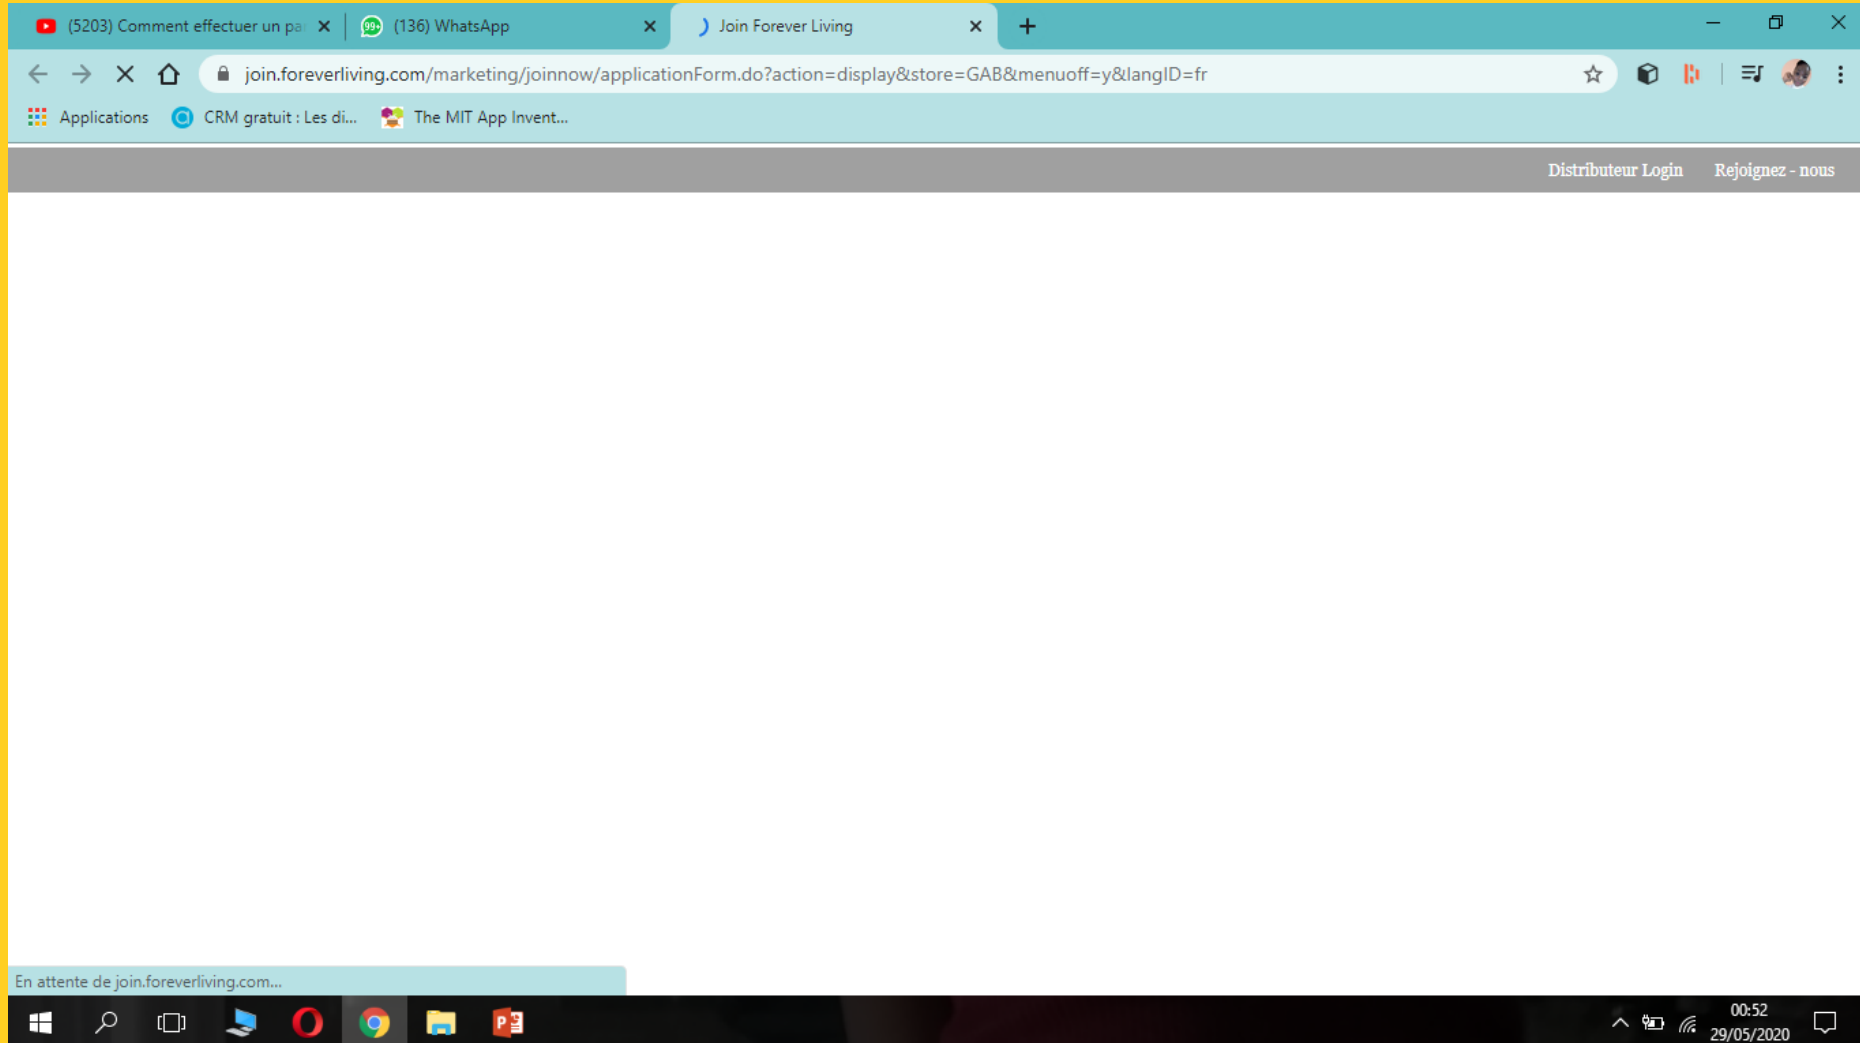 (5203) Comment effectuer un par
99+
(136) WhatsApp
Join Forever Living
join.foreverliving.com/marketing/joinnow/applicationForm.do?action=display&store=GAB&menuoff=y&langID=fr
Applications
CRM gratuit : Les di...
The MIT App Invent...
Distributeur Login
Rejoignez - nous
En attente de join.foreverliving.com...
00:52
29/05/2020